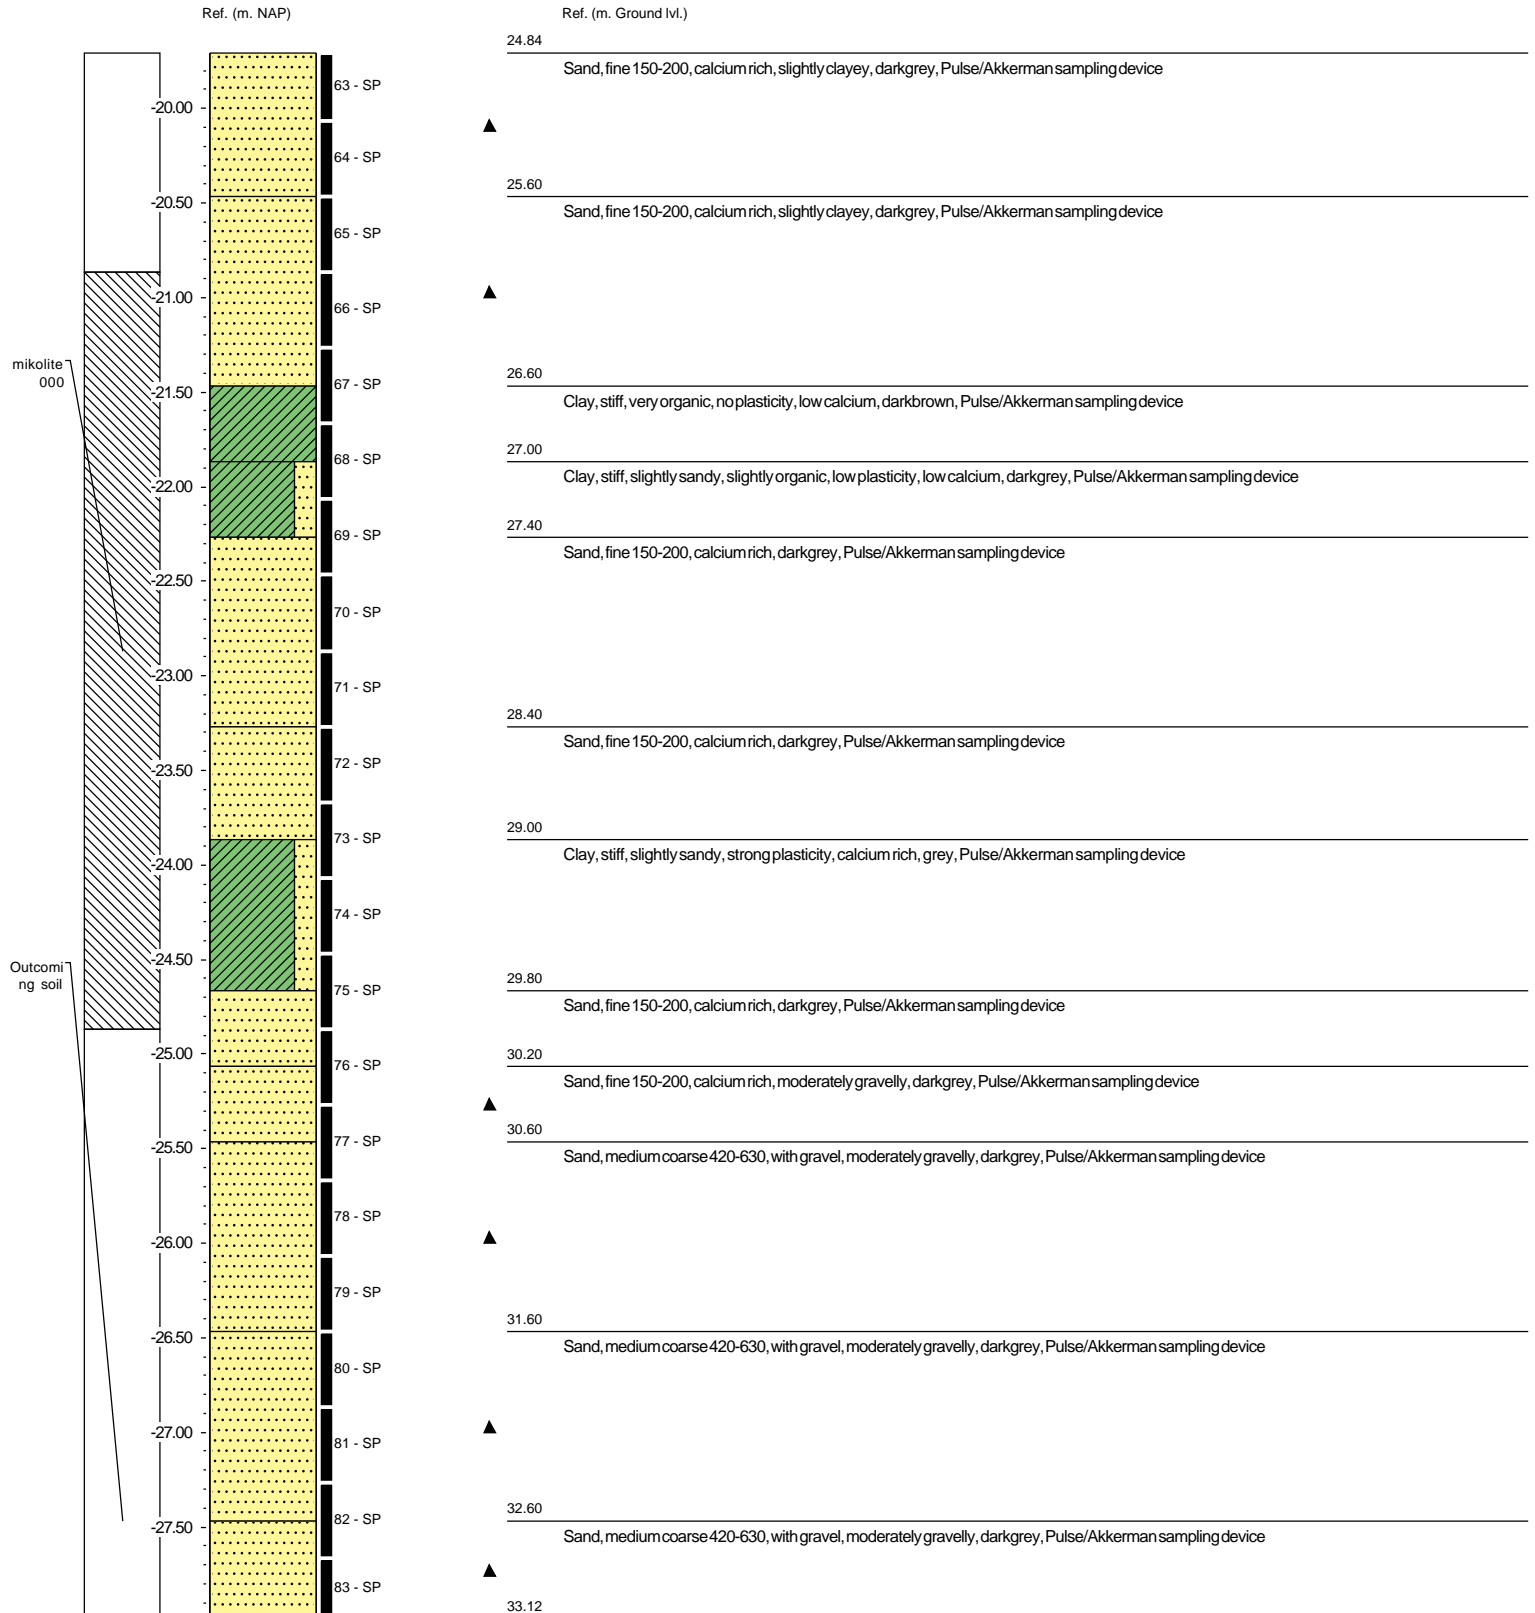 Ref. (m. NAP)
Ref. (m. Ground lvl.)
24.84
Sand, fine 150-200, calcium rich, slightly clayey, darkgrey, Pulse/Akkerman sampling device
63 - SP
-20.00
64 - SP
25.60
-20.50
Sand, fine 150-200, calcium rich, slightly clayey, darkgrey, Pulse/Akkerman sampling device
65 - SP
-21.00
66 - SP
mikolite
000
67 - SP
26.60
-21.50
Clay, stiff, very organic, no plasticity, low calcium, darkbrown, Pulse/Akkerman sampling device
27.00
68 - SP
Clay, stiff, slightly sandy, slightly organic, low plasticity, low calcium, darkgrey, Pulse/Akkerman sampling device
-22.00
27.40
69 - SP
Sand, fine 150-200, calcium rich, darkgrey, Pulse/Akkerman sampling device
-22.50
70 - SP
-23.00
71 - SP
28.40
Sand, fine 150-200, calcium rich, darkgrey, Pulse/Akkerman sampling device
72 - SP
-23.50
29.00
73 - SP
Clay, stiff, slightly sandy, strong plasticity, calcium rich, grey, Pulse/Akkerman sampling device
-24.00
74 - SP
-24.50
Outcomi
ng soil
29.80
75 - SP
Sand, fine 150-200, calcium rich, darkgrey, Pulse/Akkerman sampling device
-25.00
30.20
76 - SP
Sand, fine 150-200, calcium rich, moderately gravelly, darkgrey, Pulse/Akkerman sampling device
30.60
77 - SP
-25.50
Sand, medium coarse 420-630, with gravel, moderately gravelly, darkgrey, Pulse/Akkerman sampling device
78 - SP
-26.00
79 - SP
31.60
-26.50
Sand, medium coarse 420-630, with gravel, moderately gravelly, darkgrey, Pulse/Akkerman sampling device
80 - SP
-27.00
81 - SP
32.60
82 - SP
-27.50
Sand, medium coarse 420-630, with gravel, moderately gravelly, darkgrey, Pulse/Akkerman sampling device
83 - SP
33.12